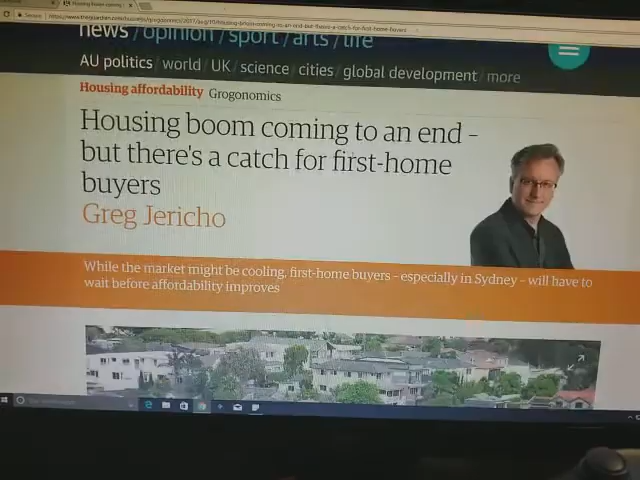 news / opinion / sport / arts / life
AU politics / world / UK / science / cities / global development / more
Housing affordability Grogonomics
Housing boom coming to an end –
but there's a catch for first-home
buyers
Greg Jericho
While the market might be cooling, first-home buyers – especially in Sydney – will have to
wait before affordability improves